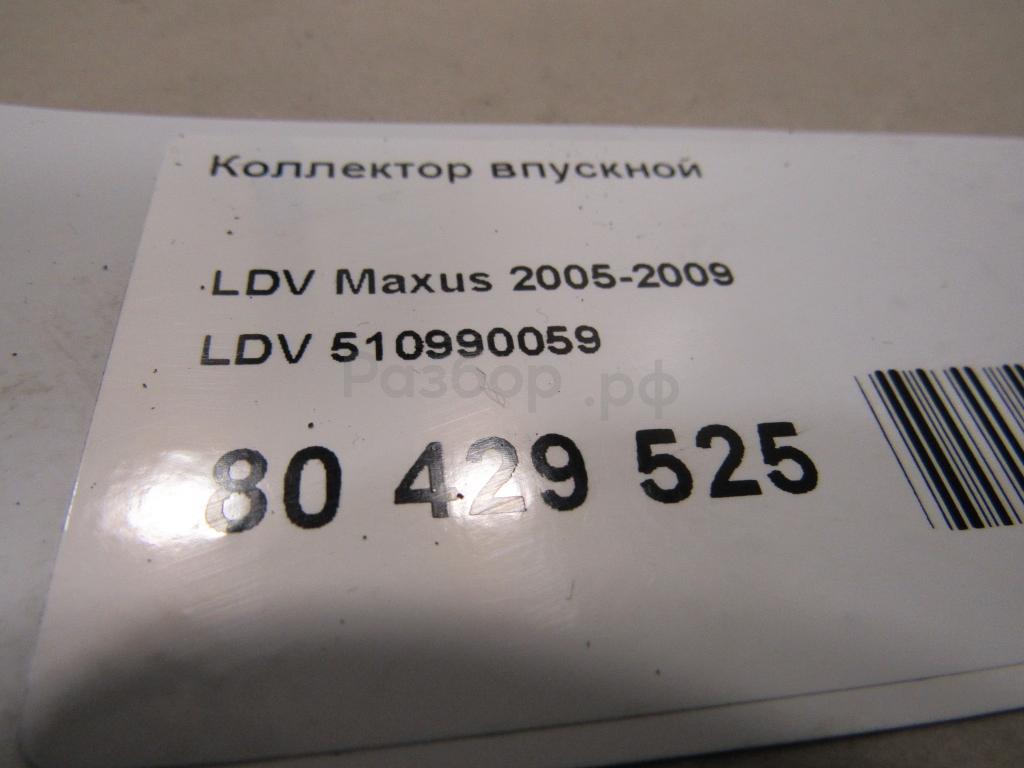 Коллектор впускной
LDV Maxus 2005-2009
LDV 510990059
Разбор.рф
80 429 525